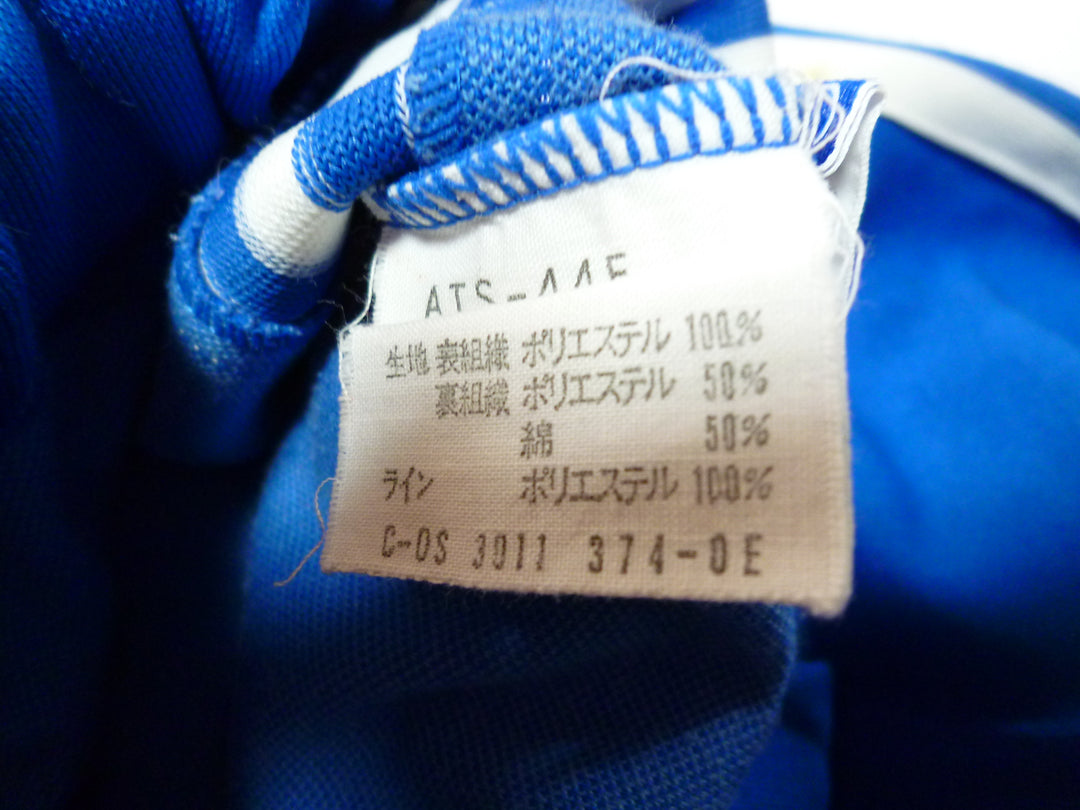 生地 表組織 ポリエステル 100%
裏組織 ポリエステル 50%
綿 50%
ライン ポリエステル 100%
C-OS 3011 374-0E